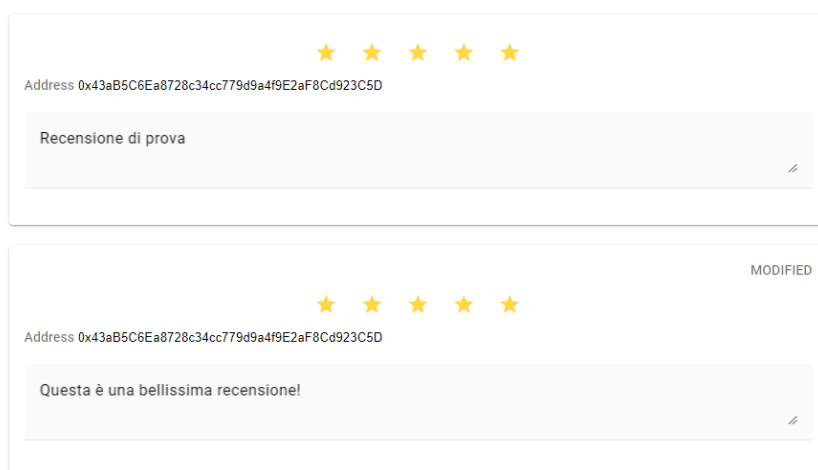 Address 0x43aB5C6Ea8728c34cc779d9a4f9E2aF8Cd923C5D
Recensione di prova
MODIFIED
Address 0x43aB5C6Ea8728c34cc779d9a4f9E2aF8Cd923C5D
Questa è una bellissima recensione!